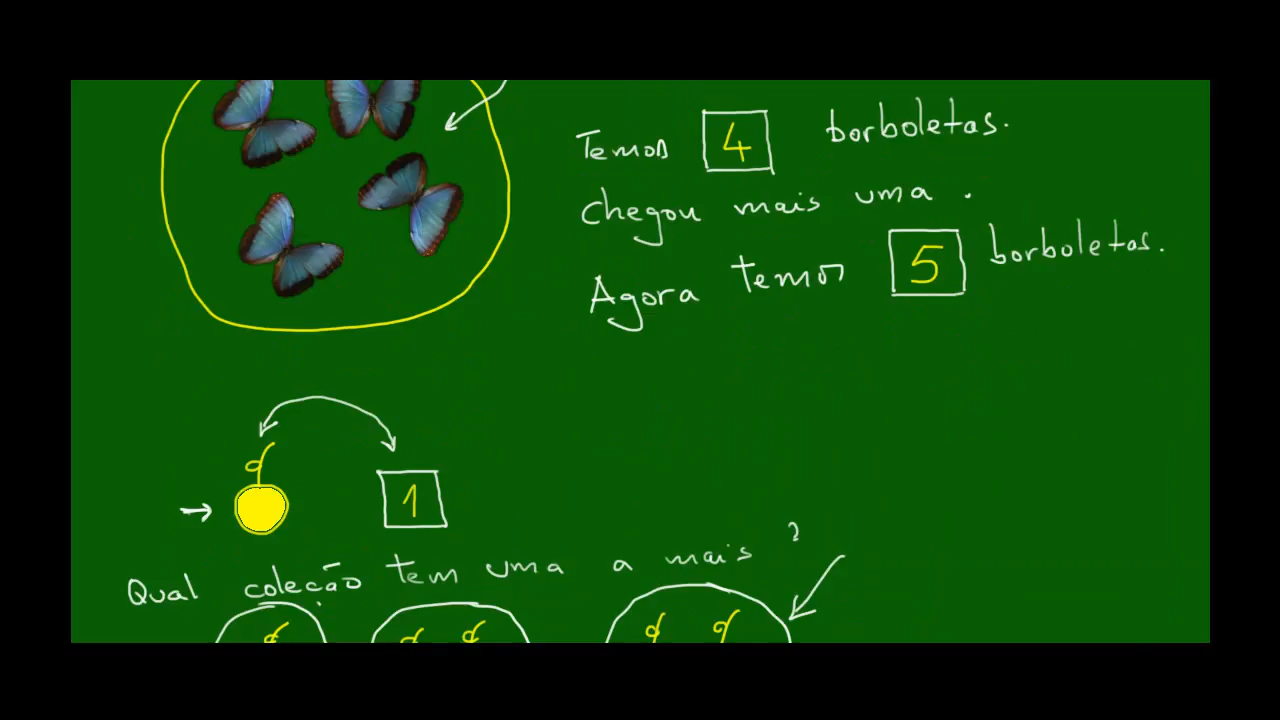 Temos 4 borboletas.
Chegou mais uma.
Agora temos 5 borboletas.
1
Qual coleção tem uma a mais ?